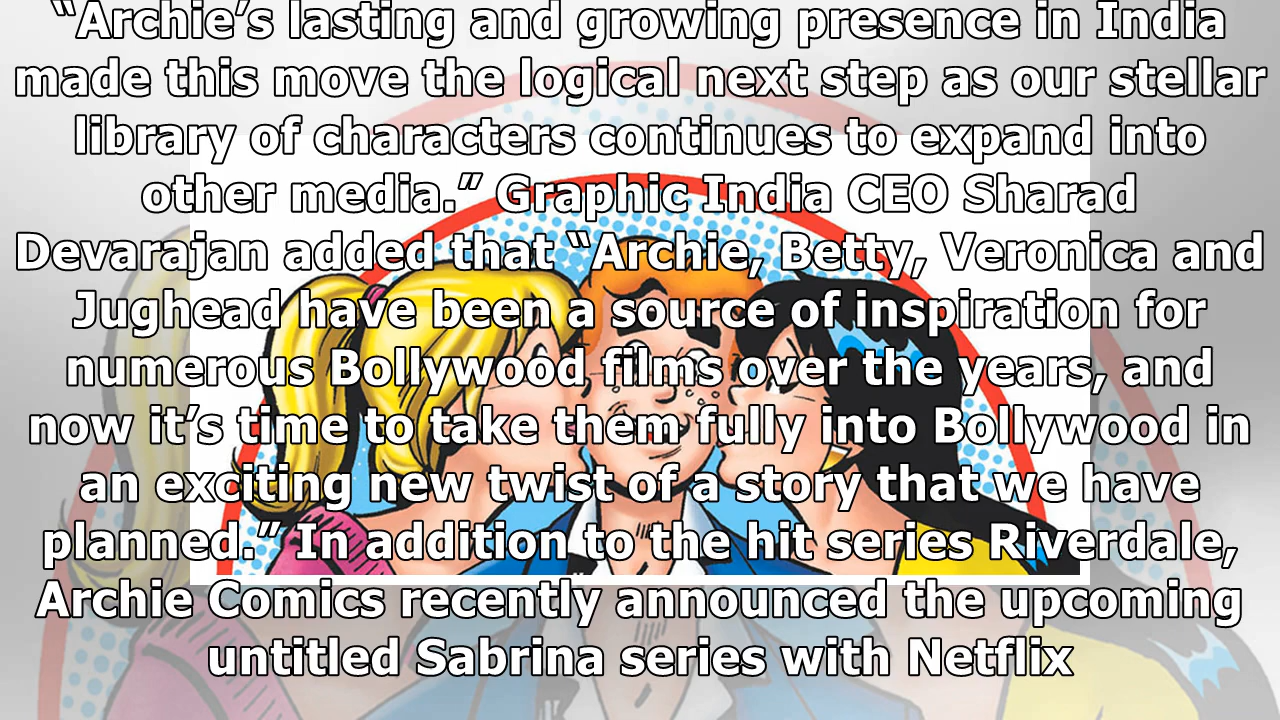 “Archie’s lasting and growing presence in India
made this move the logical next step as our stellar
library of characters continues to expand into
other media.” Graphic India CEO Sharad
Devarajan added that “Archie, Betty, Veronica and
Jughead have been a source of inspiration for
numerous Bollywood films over the years, and
now it’s time to take them fully into Bollywood in
an exciting new twist of a story that we have
planned.” In addition to the hit series Riverdale,
Archie Comics recently announced the upcoming
untitled Sabrina series with Netflix